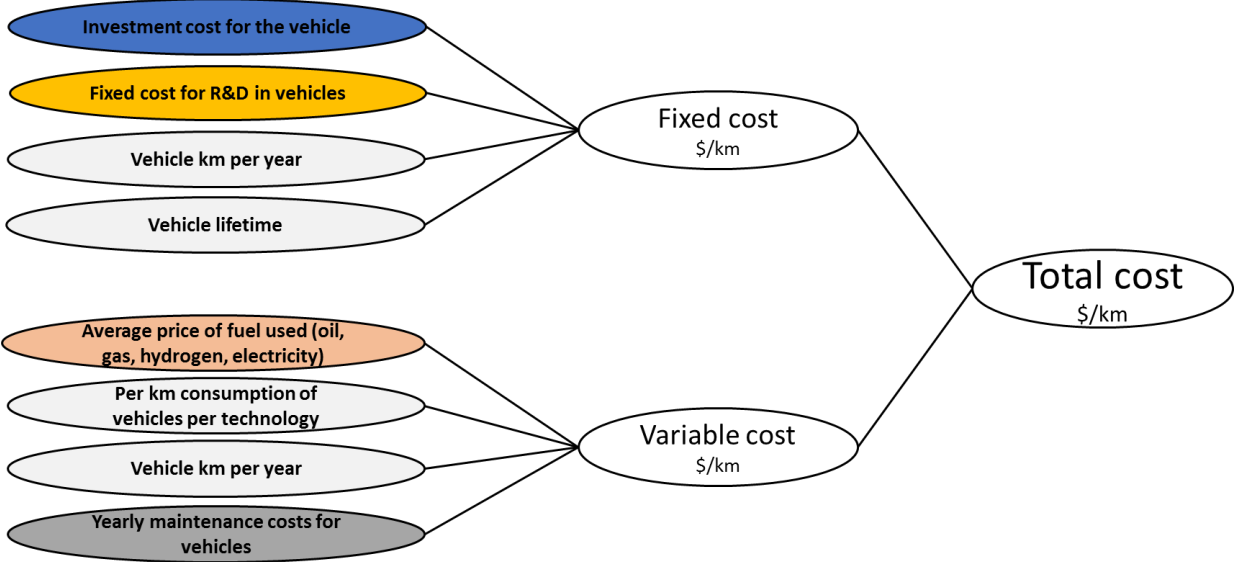 Investment cost for the vehicle
Fixed cost for R&D in vehicles
Vehicle km per year
Vehicle lifetime
Fixed cost
$/km
Average price of fuel used (oil,
gas, hydrogen, electricity)
Per km consumption of
vehicles per technology
Vehicle km per year
Yearly maintenance costs for
vehicles
Variable cost
$/km
Total cost
$/km